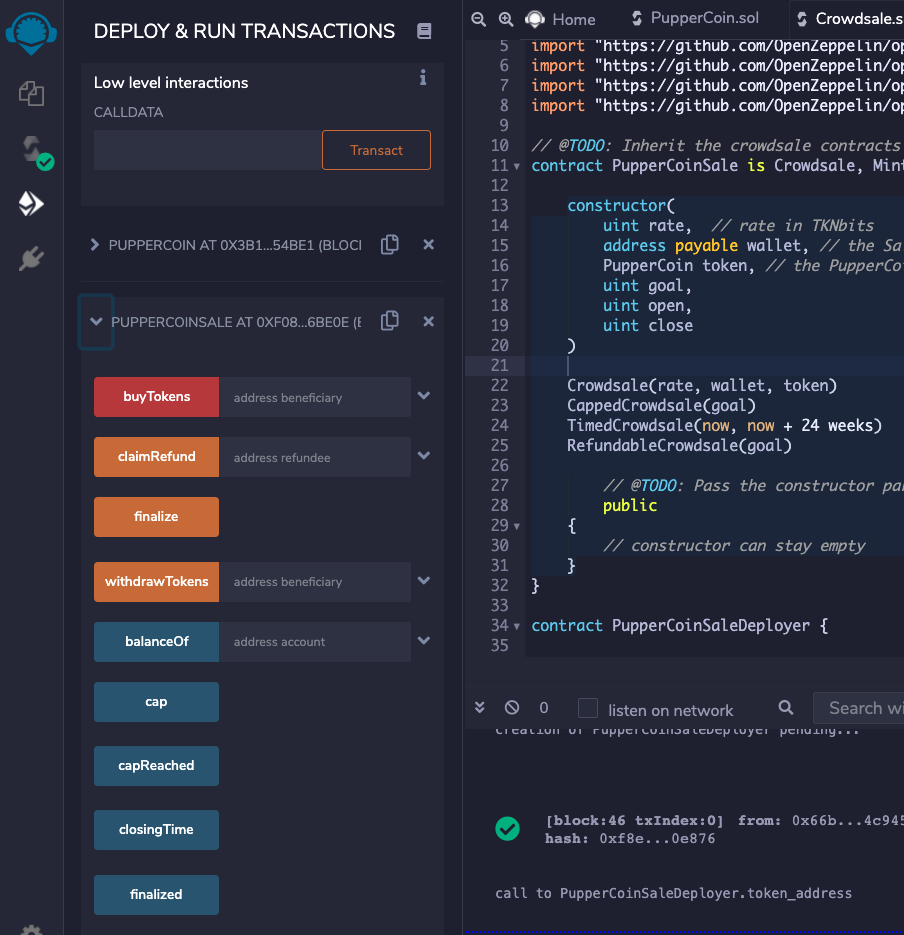 DEPLOY & RUN TRANSACTIONS
Low level interactions
CALLDATA
Transact
PUPPERCOIN AT 0X3B1...54BE1 (BLOC
PUPPERCOINSALE AT 0XF08...6BE0E (
buyTokens address beneficiary
claimRefund address refundee
finalize
withdrawTokens address beneficiary
balanceOf address account
cap
capReached
closingTime
finalized
Home PupperCoin.sol Crowdsale.s
5 import "https://github.com/OpenZeppelin/op
6 import "https://github.com/OpenZeppelin/op
7 import "https://github.com/OpenZeppelin/op
8 import "https://github.com/OpenZeppelin/op
9
10 // @TODO: Inherit the crowdsale contracts
11 contract PupperCoinSale is Crowdsale, Mint
12
13 constructor(
14 uint rate, // rate in TKNbits
15 address payable wallet, // the Sa
16 PupperCoin token, // the PupperCo
17 uint goal,
18 uint open,
19 uint close
20 )
21
22 Crowdsale(rate, wallet, token)
23 CappedCrowdsale(goal)
24 TimedCrowdsale(now, now + 24 weeks)
25 RefundableCrowdsale(goal)
26
27 // @TODO: Pass the constructor par
28 public
29 {
30 // constructor can stay empty
31 }
32 }
33
34 contract PupperCoinSaleDeployer {
35
0 listen on network Search wi
creation of PupperCoinSaleDeployer pending...
[block:46 txIndex:0] from: 0x66b...4c945
hash: 0xf8e...0e876
call to PupperCoinSaleDeployer.token_address